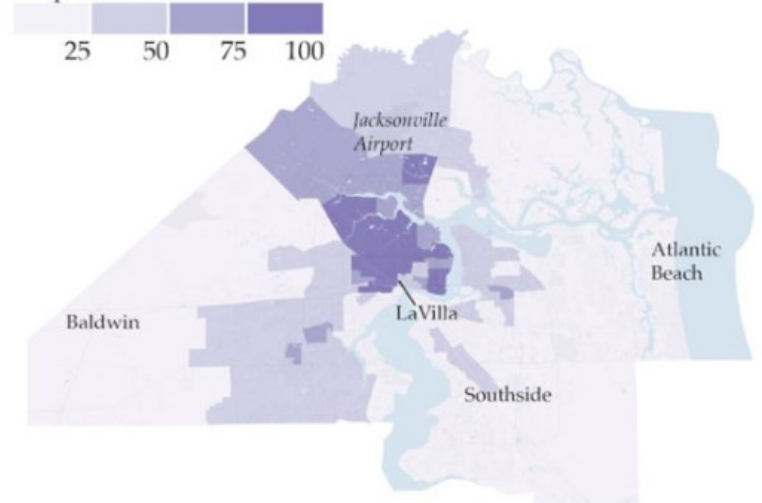 25 50 75 100
Jacksonville
Airport
Atlantic
Beach
LaVilla
Baldwin
Southside